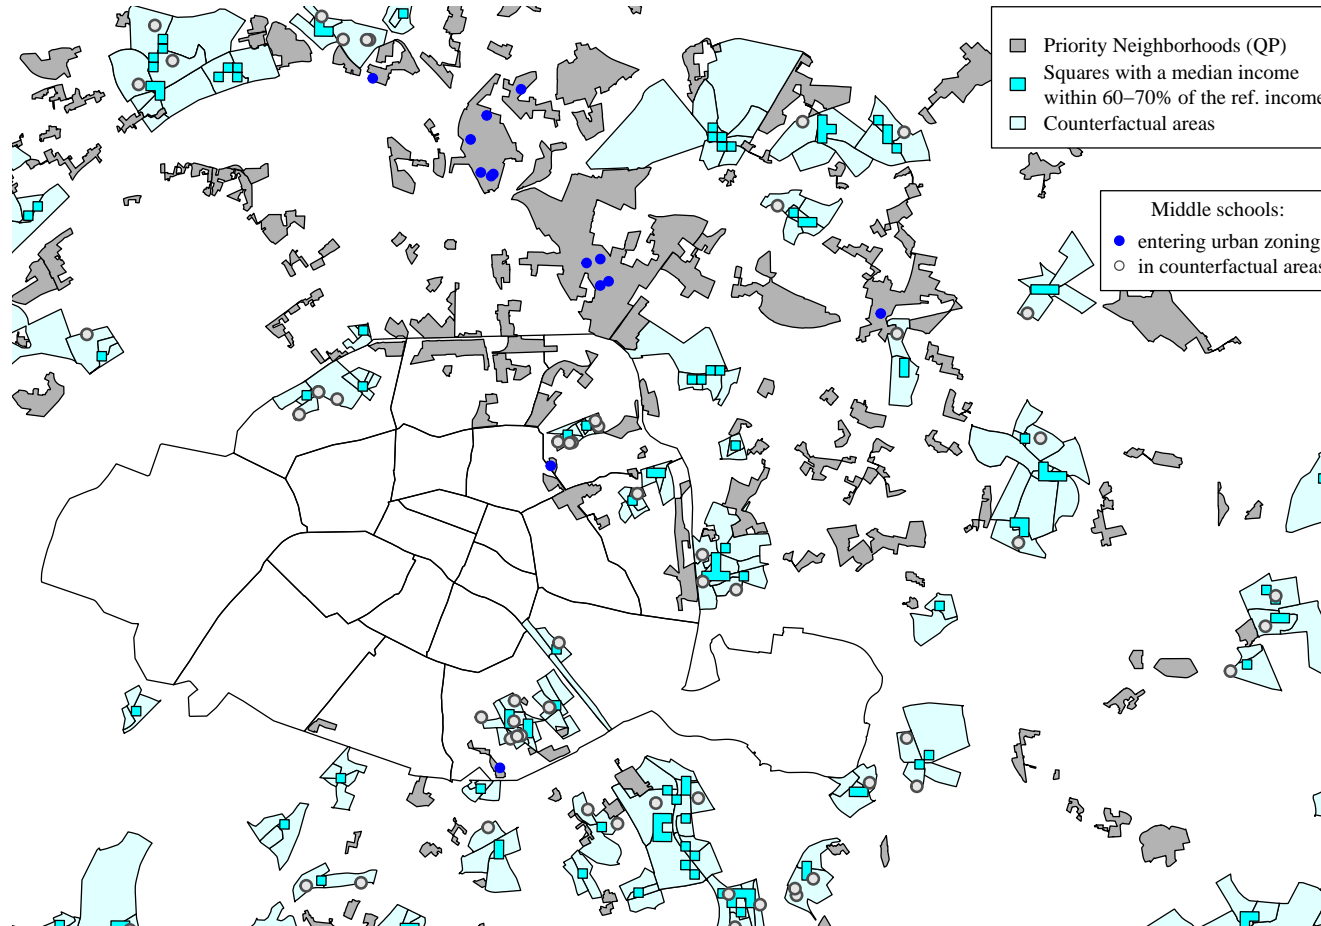 Priority Neighborhoods (QP)
Squares with a median income
within 60–70% of the ref. income
Counterfactual areas
Middle schools:
entering urban zoning
in counterfactual areas